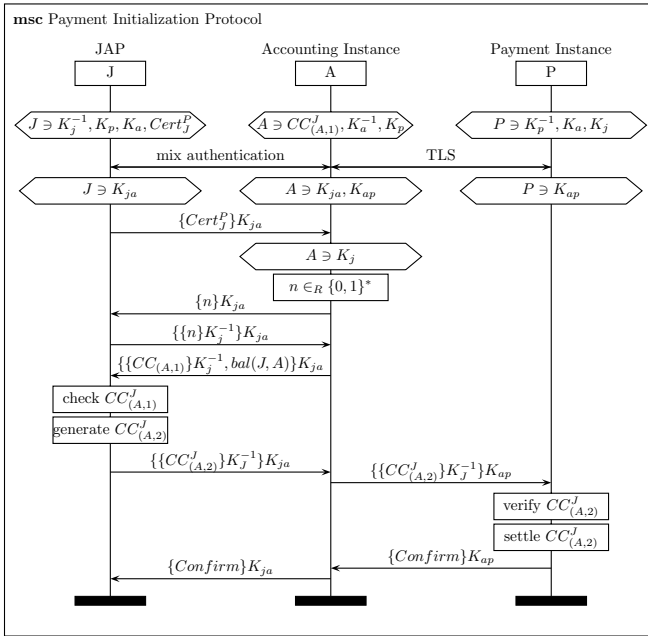 msc Payment Initialization Protocol
JAP Accounting Instance Payment Instance
J A P
J ∋ K_j^{-1}, K_p, K_a, Cert_J^P A ∋ CC_{(A,1)}^J, K_a^{-1}, K_p P ∋ K_p^{-1}, K_a, K_j
mix authentication TLS
J ∋ K_{ja} A ∋ K_{ja}, K_{ap} P ∋ K_{ap}
{Cert_J^P}K_{ja}
A ∋ K_j
n ∈_R {0, 1}^*
{n}K_{ja}
{{n}K_j^{-1}}K_{ja}
{{CC_{(A,1)}}K_j^{-1}, bal(J, A)}K_{ja}
check CC_{(A,1)}^J
generate CC_{(A,2)}^J
{{CC_{(A,2)}^J}K_J^{-1}}K_{ja} {{CC_{(A,2)}^J}K_J^{-1}}K_{ap}
verify CC_{(A,2)}^J
settle CC_{(A,2)}^J
{Confirm}K_{ja} {Confirm}K_{ap}